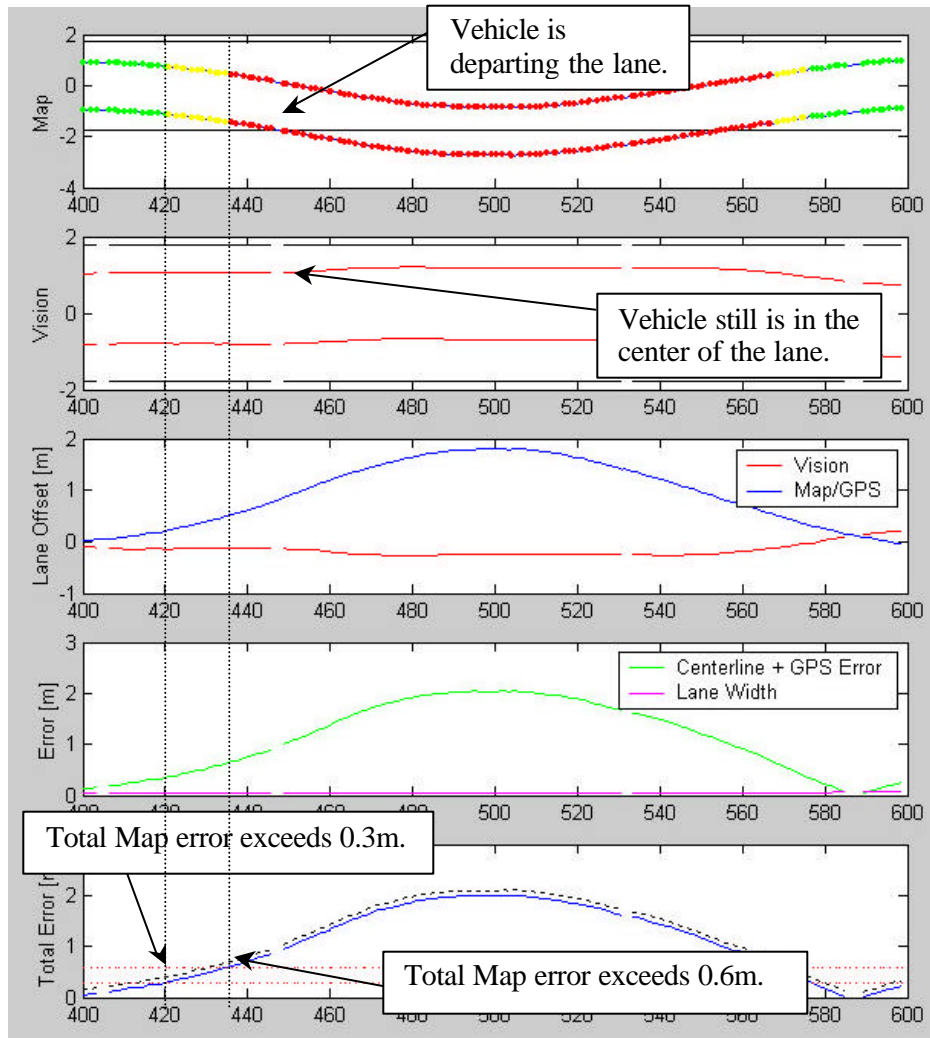 Vehicle is
departing the lane.
Map
2
0
-2
-4
400 420 440 460 480 500 520 540 560 580 600
Vision
2
0
-2
Vehicle still is in the
center of the lane.
400 420 440 460 480 500 520 540 560 580 600
Lane Offset [m]
2
1
0
-1
Vision
Map/GPS
400 420 440 460 480 500 520 540 560 580 600
Error [m]
3
2
1
0
Centerline + GPS Error
Lane Width
400 420 440 460 480 500 520 540 560 580 600
Total Map error exceeds 0.3m.
Total Error
2
1
0
Total Map error exceeds 0.6m.
400 420 440 460 480 500 520 540 560 580 600